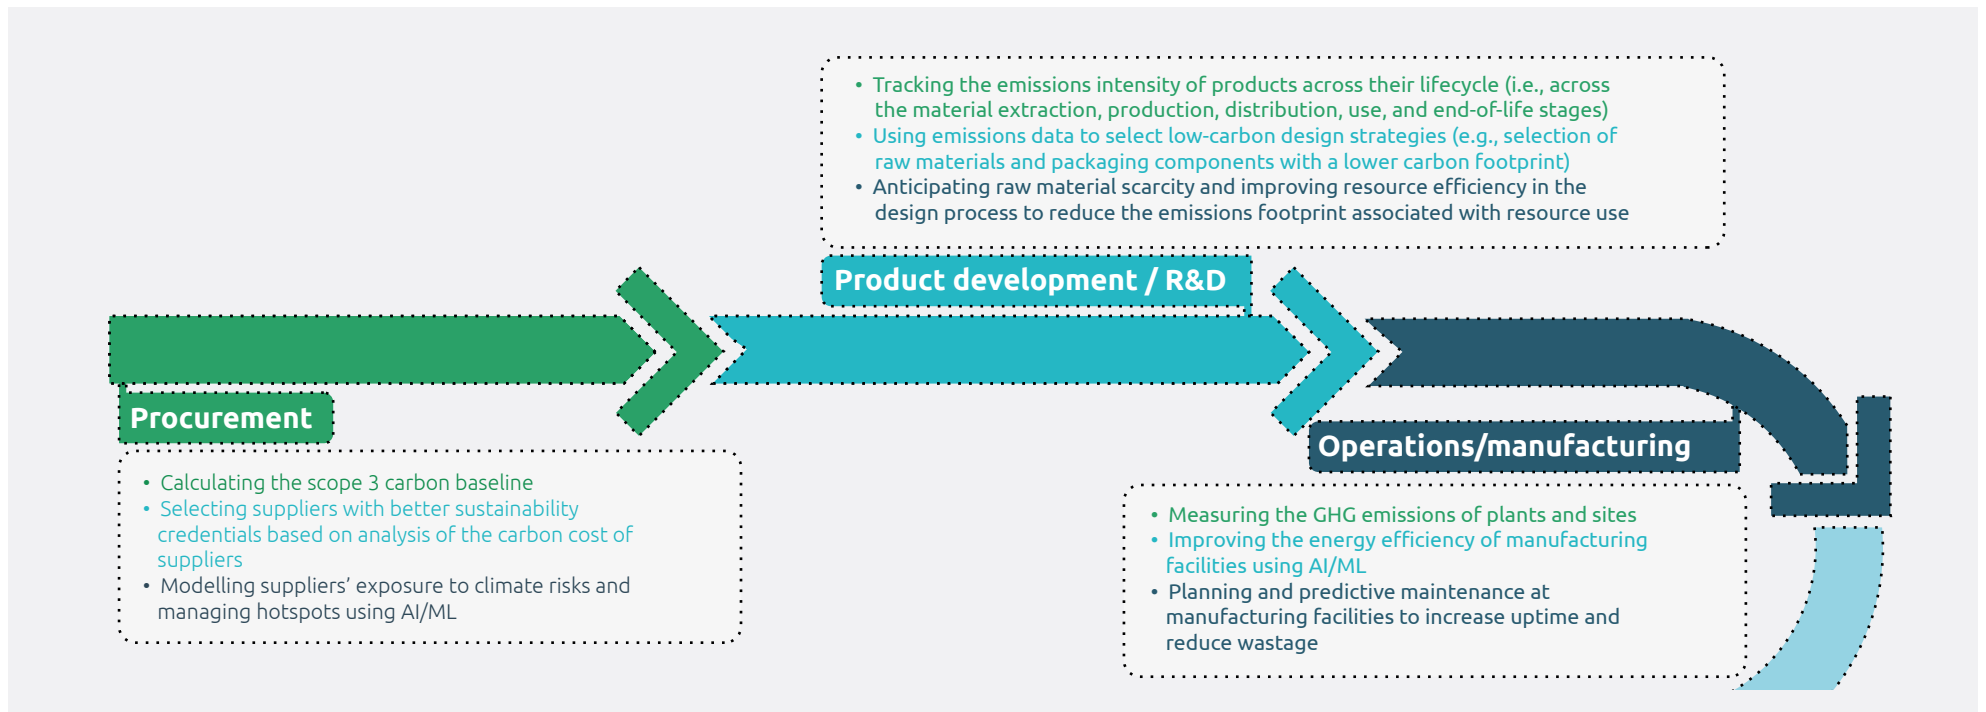 • Tracking the emissions intensity of products across their lifecycle (i.e., across
the material extraction, production, distribution, use, and end-of-life stages)
• Using emissions data to select low-carbon design strategies (e.g., selection of
raw materials and packaging components with a lower carbon footprint)
• Anticipating raw material scarcity and improving resource efficiency in the
design process to reduce the emissions footprint associated with resource use
Product development / R&D
Procurement
• Calculating the scope 3 carbon baseline
• Selecting suppliers with better sustainability
credentials based on analysis of the carbon cost of
suppliers
• Modelling suppliers’ exposure to climate risks and
managing hotspots using AI/ML
Operations/manufacturing
• Measuring the GHG emissions of plants and sites
• Improving the energy efficiency of manufacturing
facilities using AI/ML
• Planning and predictive maintenance at
manufacturing facilities to increase uptime and
reduce wastage